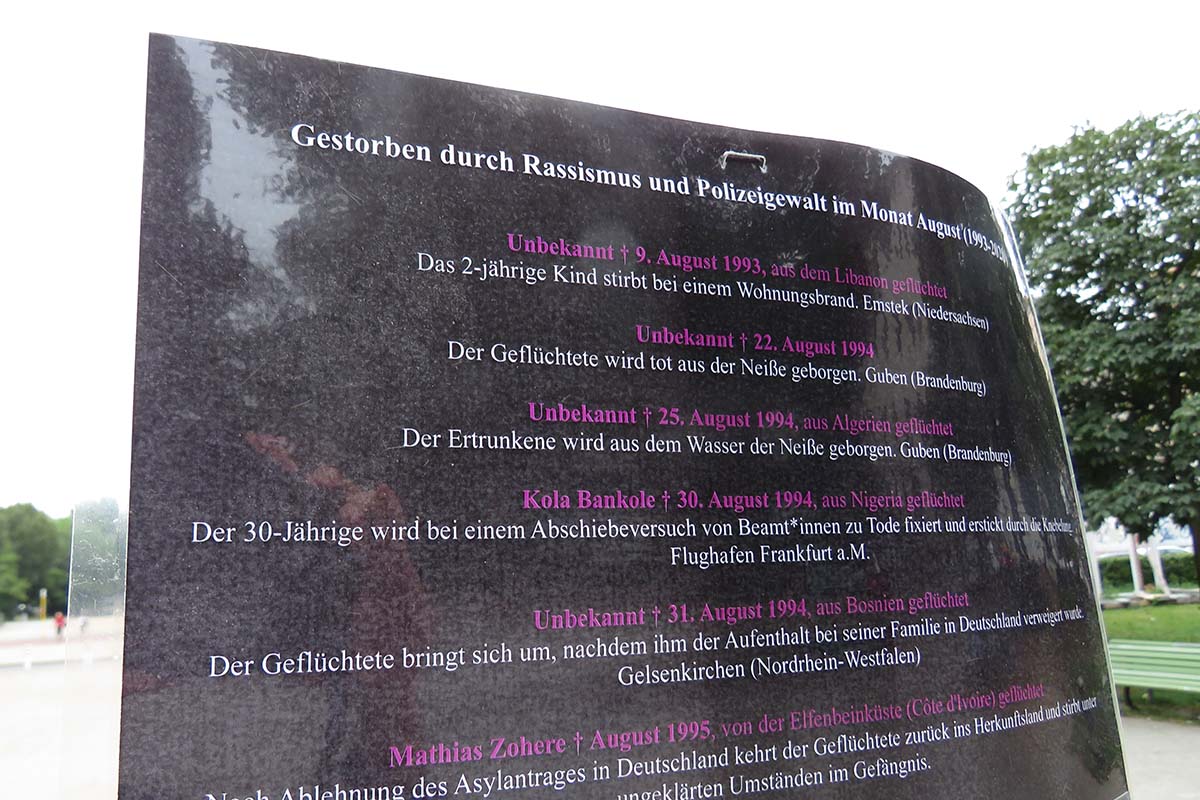 Gestorben durch Rassismus und Polizeigewalt im Monat August (1993-
Unbekannt † 9. August 1993, aus dem Libanon geflüchtet
Das 2-jährige Kind stirbt bei einem Wohnungsbrand. Emstek (Niedersachsen)
Unbekannt † 22. August 1994
Der Geflüchtete wird tot aus der Neiße geborgen. Guben (Brandenburg)
Unbekannt † 25. August 1994, aus Algerien geflüchtet
Der Ertrunkene wird aus dem Wasser der Neiße geborgen. Guben (Brandenburg)
Kola Bankole † 30. August 1994, aus Nigeria geflüchtet
Der 30-Jährige wird bei einem Abschiebeversuch von Beamt*innen zu Tode fixiert und erstickt durch die Knebelung.
Flughafen Frankfurt a.M.
Unbekannt † 31. August 1994, aus Bosnien geflüchtet
Der Geflüchtete bringt sich um, nachdem ihm der Aufenthalt bei seiner Familie in Deutschland verweigert wurde.
Gelsenkirchen (Nordrhein-Westfalen)
Mathias Zohere † August 1995, von der Elfenbeinküste (Côte d'Ivoire) geflüchtet
Nach Ablehnung des Asylantrages in Deutschland kehrt der Geflüchtete zurück ins Herkunftsland und stirbt unter
ungeklärten Umständen im Gefängnis.